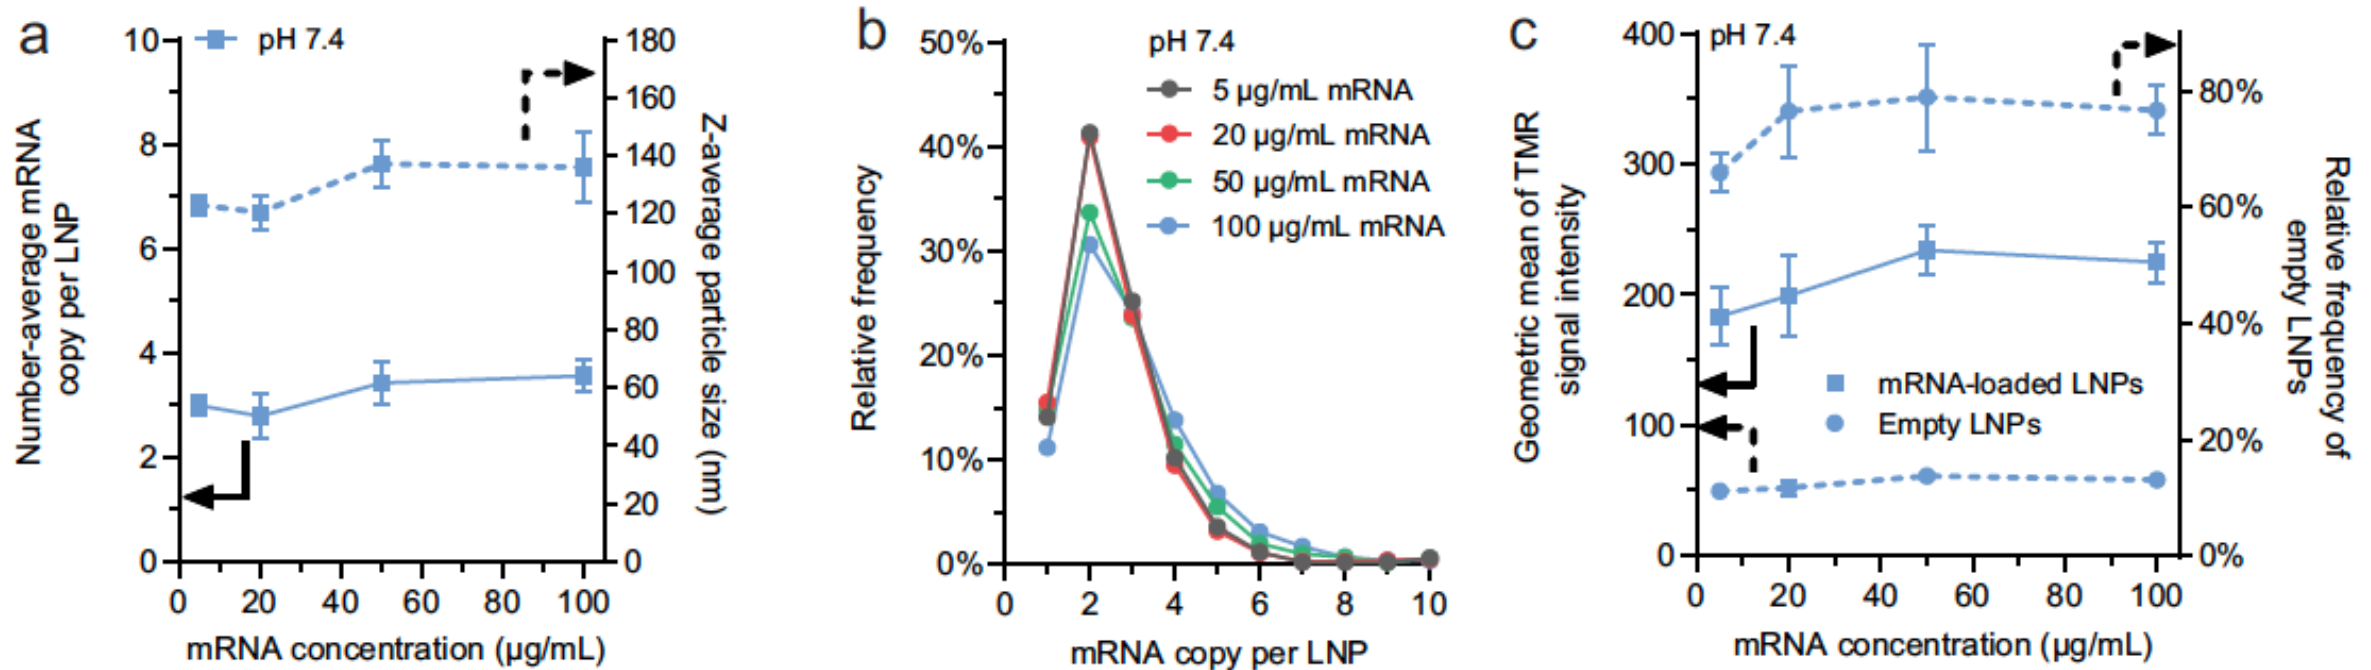 a
pH 7.4
10
8
6
4
2
0
Number-average mRNA
copy per LNP
180
160
140
120
100
80
60
40
20
0
Z-average particle size (nm)
0 20 40 60 80 100
mRNA concentration (µg/mL)
b
pH 7.4
5 µg/mL mRNA
20 µg/mL mRNA
50 µg/mL mRNA
100 µg/mL mRNA
50%
40%
30%
20%
10%
0%
Relative frequency
0 2 4 6 8 10
mRNA copy per LNP
c
pH 7.4
400
300
200
100
0
Geometric mean of TMR
signal intensity
mRNA-loaded LNPs
Empty LNPs
80%
60%
40%
20%
0%
Relative frequency of
empty LNPs
0 20 40 60 80 100
mRNA concentration (µg/mL)